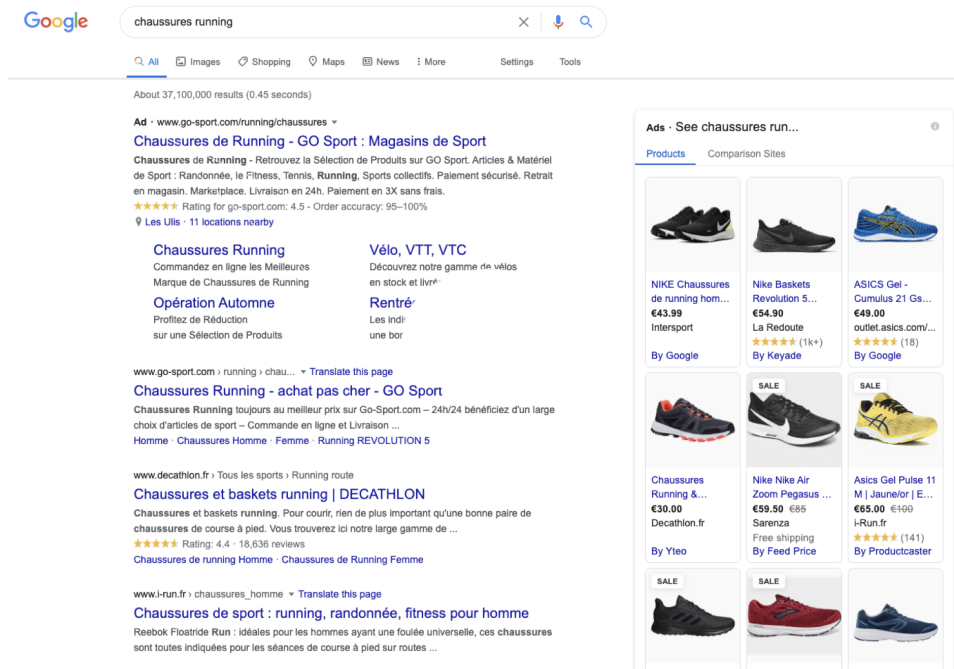 Google
chaussures running
All
Images
Shopping
Maps
News
More
Settings
Tools
About 37,100,000 results (0.45 seconds)
Ad · www.go-sport.com/running/chaussures
Chaussures de Running - GO Sport : Magasins de Sport
Chaussures de Running - Retrouvez la Sélection de Produits sur GO Sport. Articles & Matériel
de Sport : Randonnée, le Fitness, Tennis, Running, Sports collectifs. Paiement sécurisé. Retrait
en magasin. Marketplace. Livraison en 24h. Paiement en 3X sans frais.
Rating for go-sport.com: 4.5 - Order accuracy: 95–100%
Les Ulis · 11 locations nearby
Chaussures Running
Commandez en ligne les Meilleures
Marque de Chaussures de Running
Vélo, VTT, VTC
Découvrez notre gamme de vélos
en stock et
Opération Automne
Profitez de Réduction
sur une Sélection de Produits
Les
une
www.go-sport.com › running › chau... Translate this page
Chaussures Running - achat pas cher - GO Sport
Chaussures Running toujours au meilleur prix sur Go-Sport.com – 24h/24 bénéficiez d'un large
choix d'articles de sport – Commande en ligne et Livraison ...
Homme · Chaussures Homme · Femme · Running REVOLUTION 5
www.decathlon.fr › Tous les sports › Running route
Chaussures et baskets running | DECATHLON
Chaussures et baskets running. Pour courir, rien de plus important qu'une bonne paire de
chaussures de course à pied. Vous trouverez ici notre large gamme de ...
Rating: 4.4 · 18,636 reviews
Chaussures de running Homme · Chaussures de Running Femme
www.i-run.fr › chaussures_homme Translate this page
Chaussures de sport : running, randonnée, fitness pour homme
Reebok Floatride Run : idéales pour les hommes ayant une foulée universelle, ces chaussures
sont toutes indiquées pour les séances de course à pied sur routes ...
Ads · See chaussures run...
Products
Comparison Sites
NIKE Chaussures
de running hom...
€43.99
Intersport
By Google
Nike Baskets
Revolution 5...
€54.90
La Redoute
(1k+)
By Keyade
ASICS Gel -
Cumulus 21 Gs...
€49.00
outlet.asics.com/...
(18)
By Google
Chaussures
Running &...
€30.00
Decathlon.fr
By Yteo
SALE
Nike Nike Air
Zoom Pegasus ...
€59.50 €85
Sarenza
Free shipping
By Feed Price
SALE
Asics Gel Pulse 11
M | Jaune/or | E...
€65.00 €100
i-Run.fr
(141)
By Productcaster
SALE
SALE